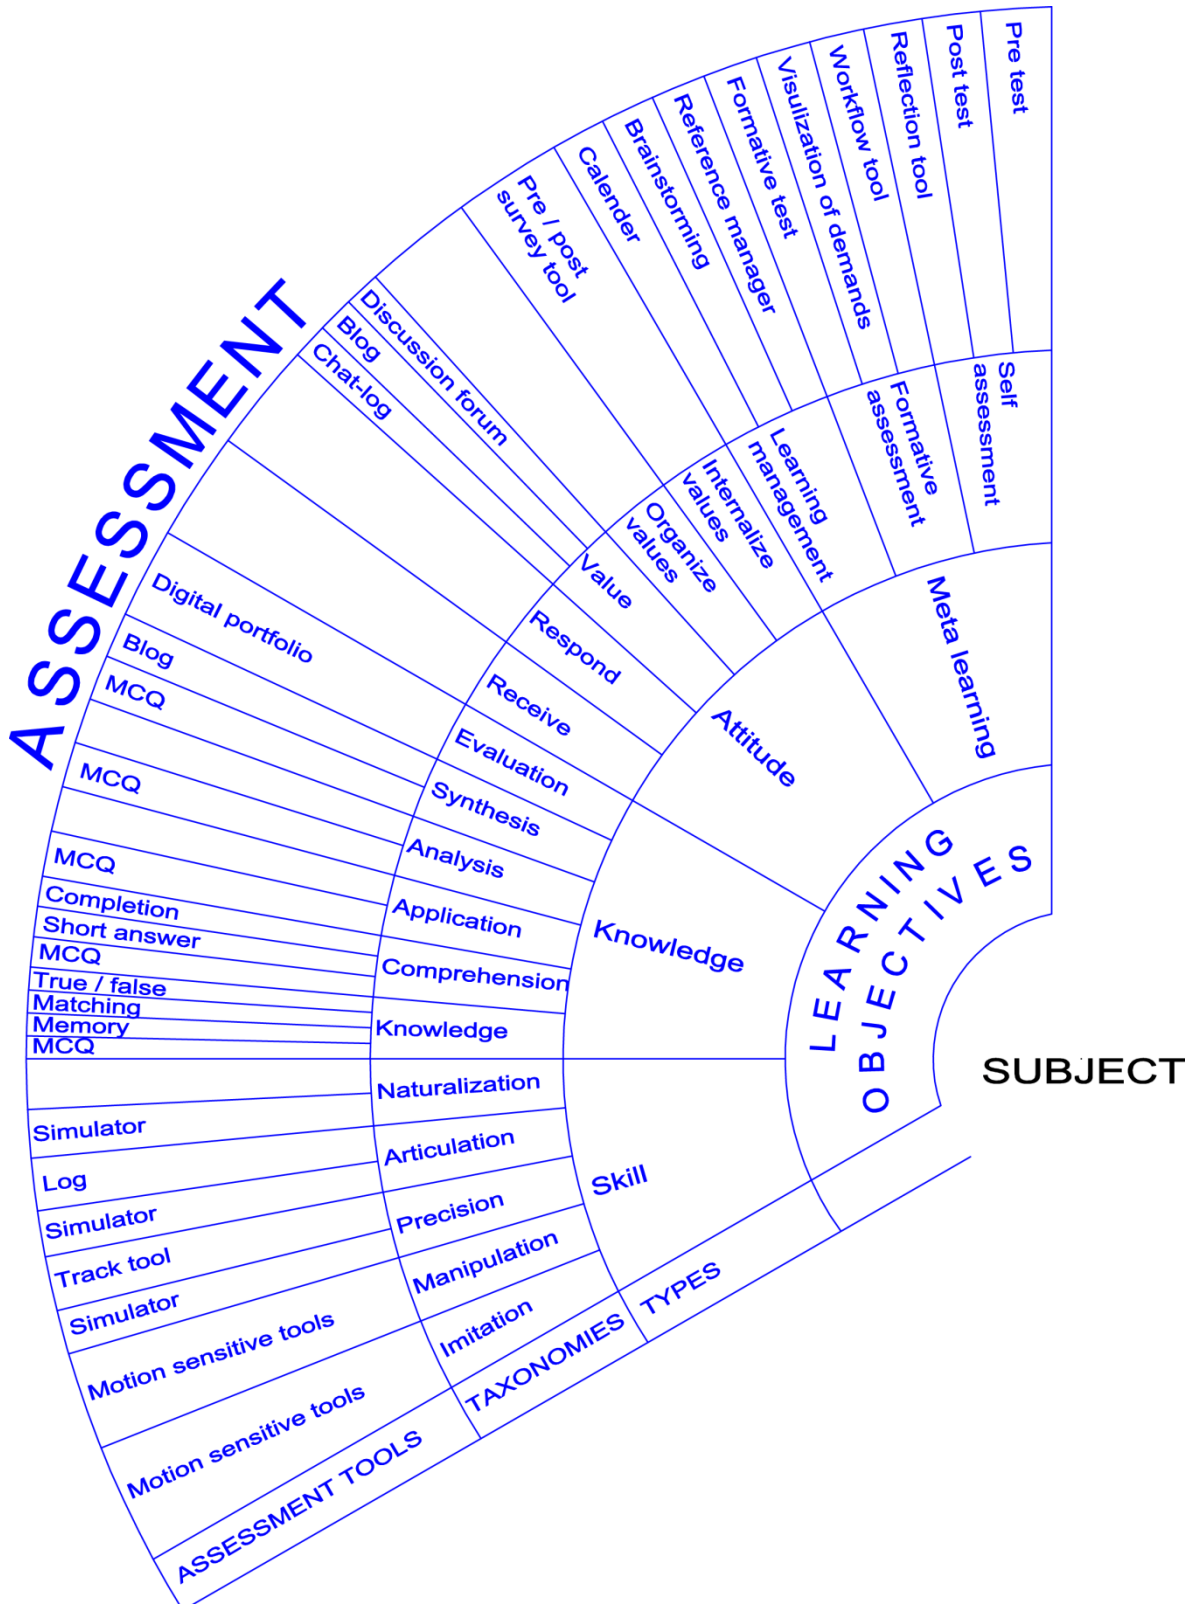 ASSESSMENT
Pre test
Post test
Reflection tool
Workflow tool
Visulization of demands
Formative test
Reference manager
Brainstorming
Calender
Pre / post
survey tool
Discussion forum
Blog
Chat-log
Digital portfolio
Blog
MCQ
MCQ
MCQ
Completion
Short answer
MCQ
True / false
Matching
Memory
MCQ
Simulator
Log
Simulator
Track tool
Simulator
Motion sensitive tools
Motion sensitive tools
ASSESSMENT TOOLS
Self
assessment
Formative
assessment
Learning
management
Internalize
values
Organize
values
Value
Respond
Receive
Evaluation
Synthesis
Analysis
Application
Comprehension
Knowledge
Naturalization
Articulation
Precision
Manipulation
Imitation
TAXONOMIES
Meta learning
Attitude
Knowledge
Skill
TYPES
LEARNING
OBJECTIVES
SUBJECT